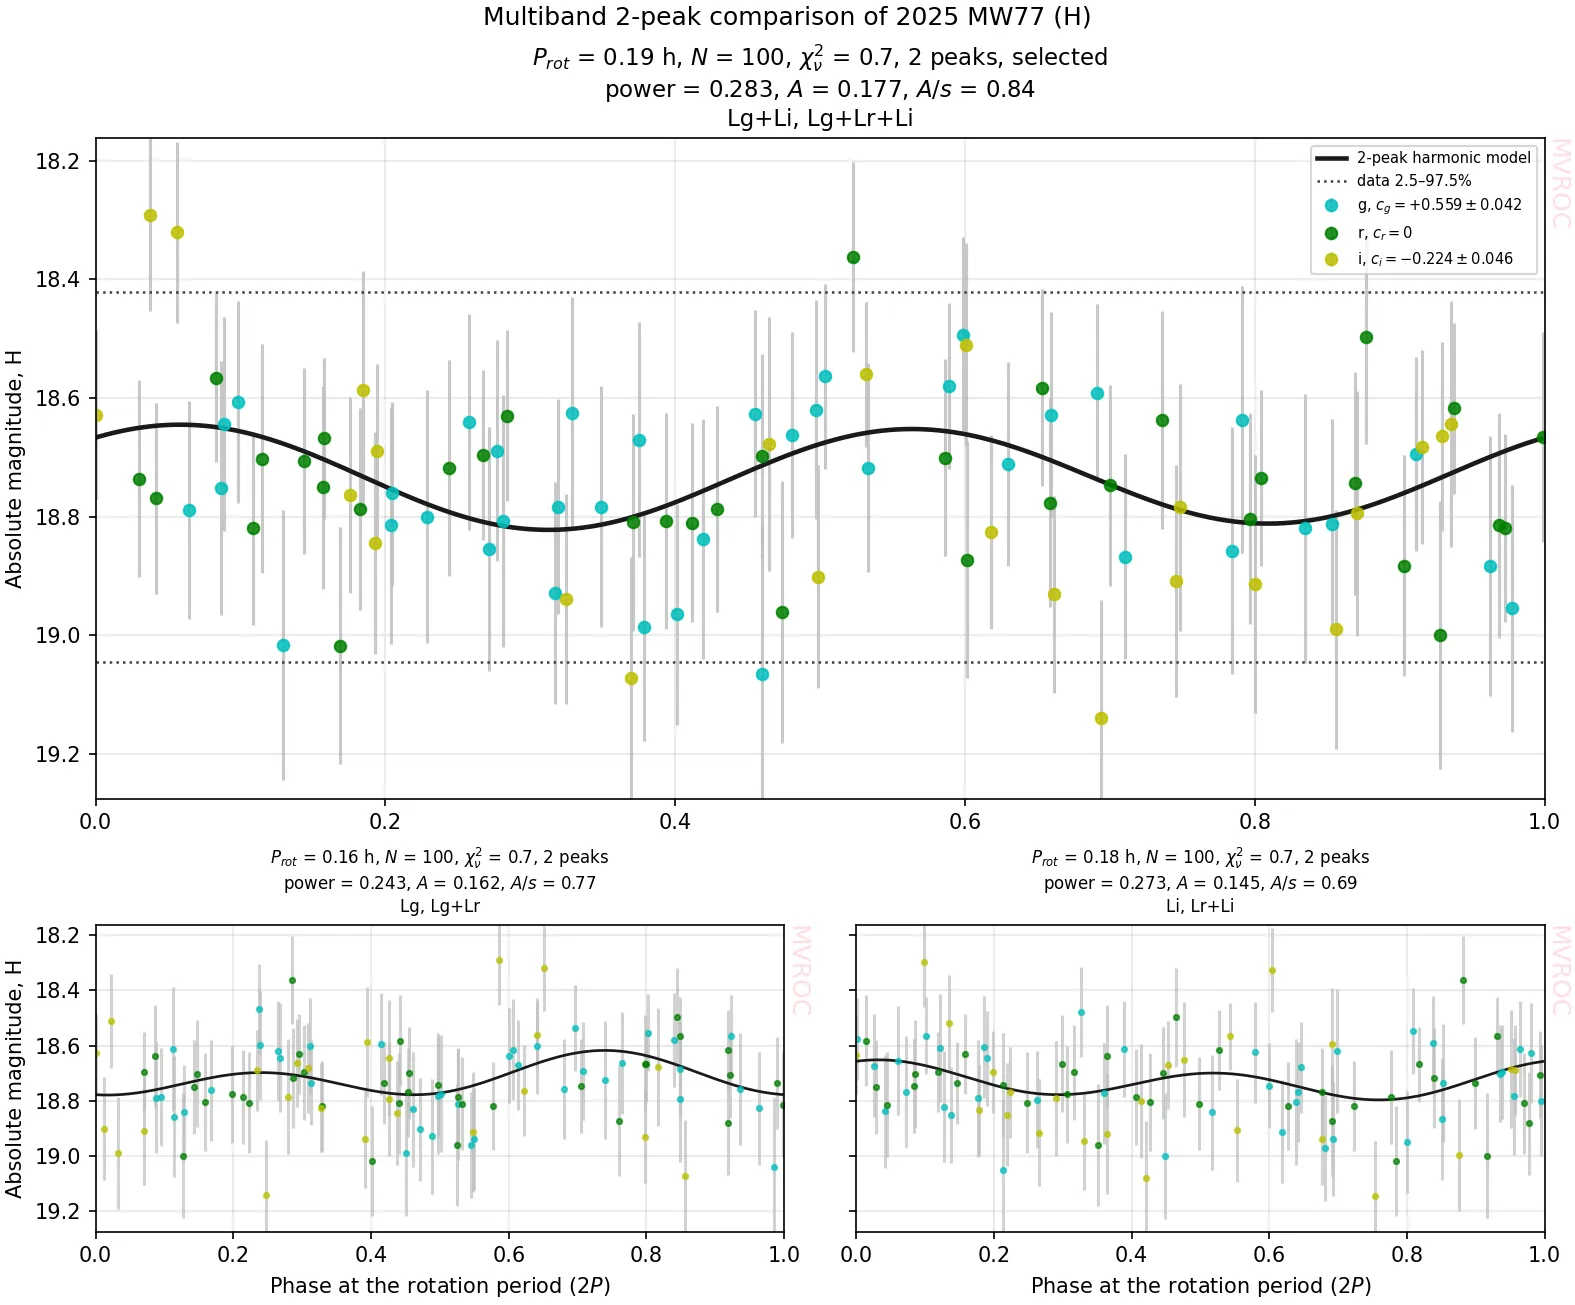 Multiband 2-peak comparison of 2025 MW77 (H)
P_rot = 0.19 h, N = 100, χ²_ν = 0.7, 2 peaks, selected
power = 0.283, A = 0.177, A/s = 0.84
Lg+Li, Lg+Lr+Li
2-peak harmonic model
data 2.5–97.5%
g, c_g = +0.559 ± 0.042
r, c_r = 0
i, c_i = −0.224 ± 0.046
MVROC
Absolute magnitude, H
18.2
18.4
18.6
18.8
19.0
19.2
0.0 0.2 0.4 0.6 0.8 1.0
P_rot = 0.16 h, N = 100, χ²_ν = 0.7, 2 peaks
power = 0.243, A = 0.162, A/s = 0.77
Lg, Lg+Lr
MVROC
Absolute magnitude, H
18.2
18.4
18.6
18.8
19.0
19.2
0.0 0.2 0.4 0.6 0.8 1.0
Phase at the rotation period (2P)
P_rot = 0.18 h, N = 100, χ²_ν = 0.7, 2 peaks
power = 0.273, A = 0.145, A/s = 0.69
Li, Lr+Li
MVROC
0.0 0.2 0.4 0.6 0.8 1.0
Phase at the rotation period (2P)